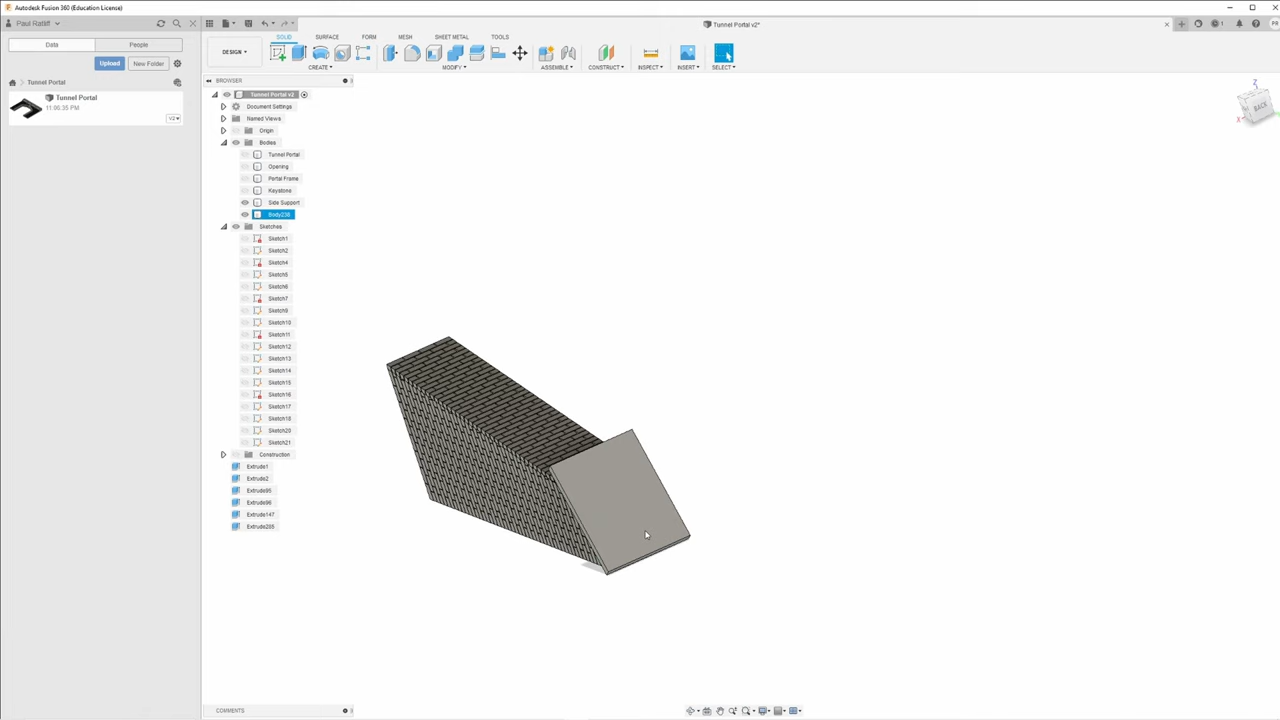 Autodesk Fusion 360 (Education License)
Paul Ratliff
Tunnel Portal v2*
Data
People
Upload
New Folder
Tunnel Portal
Tunnel Portal
11:06:35 PM
V2
DESIGN
SOLID
SURFACE
FORM
MESH
SHEET METAL
TOOLS
CREATE
MODIFY
ASSEMBLE
CONSTRUCT
INSPECT
INSERT
SELECT
BROWSER
Tunnel Portal v2
Document Settings
Named Views
Origin
Bodies
Tunnel Portal
Opening
Portal Frame
Keystone
Side Support
Body238
Sketches
Sketch1
Sketch2
Sketch4
Sketch5
Sketch6
Sketch7
Sketch9
Sketch10
Sketch11
Sketch12
Sketch13
Sketch14
Sketch15
Sketch16
Sketch17
Sketch18
Sketch20
Sketch21
Construction
Extrude1
Extrude2
Extrude95
Extrude96
Extrude147
Extrude205
Z
BACK
X
1
PR
COMMENTS